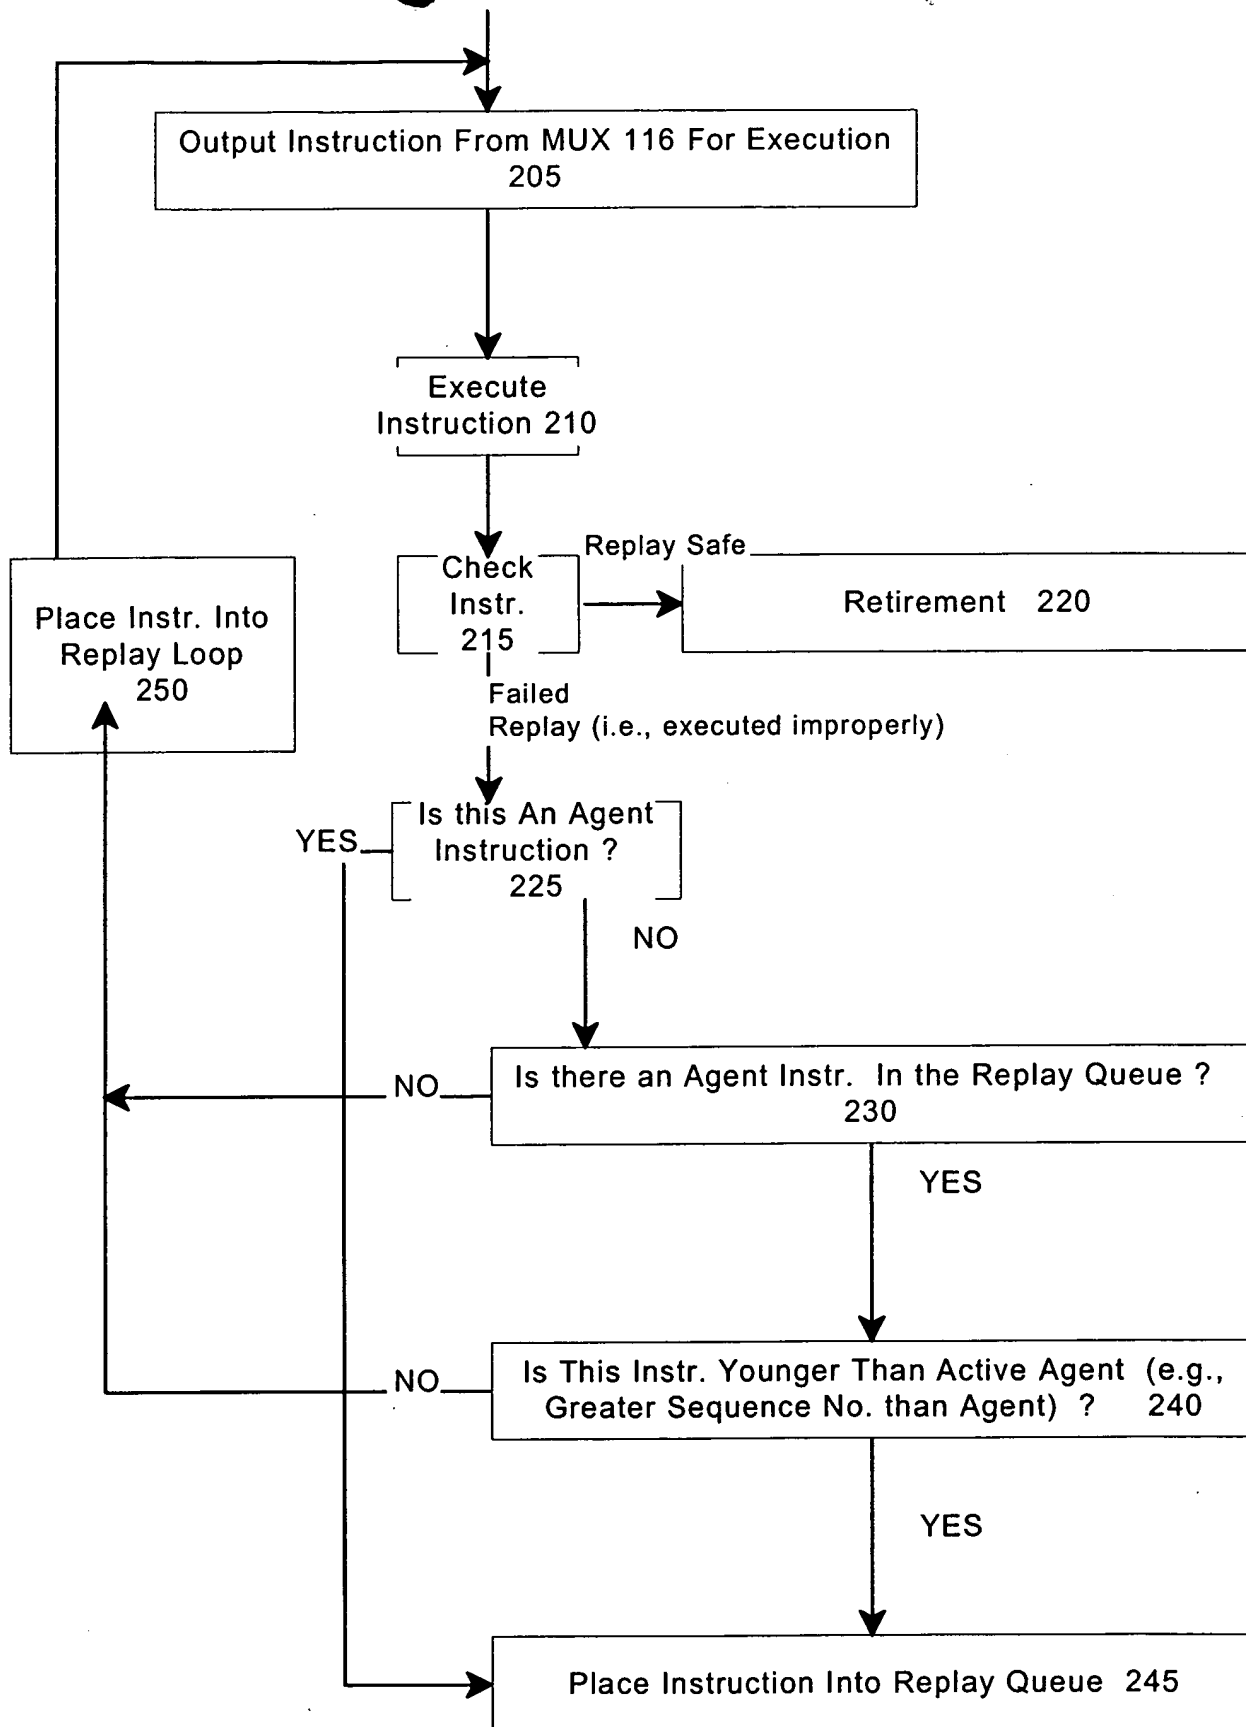 Output Instruction From MUX 116 For Execution
205
Execute
Instruction 210
Replay Safe
Check
Instr.
215
Retirement 220
Place Instr. Into
Replay Loop
250
Failed
Replay (i.e., executed improperly)
Is this An Agent
Instruction ?
225
YES
NO
Is there an Agent Instr. In the Replay Queue ?
230
NO
YES
Is This Instr. Younger Than Active Agent (e.g.,
Greater Sequence No. than Agent) ? 240
NO
YES
Place Instruction Into Replay Queue 245